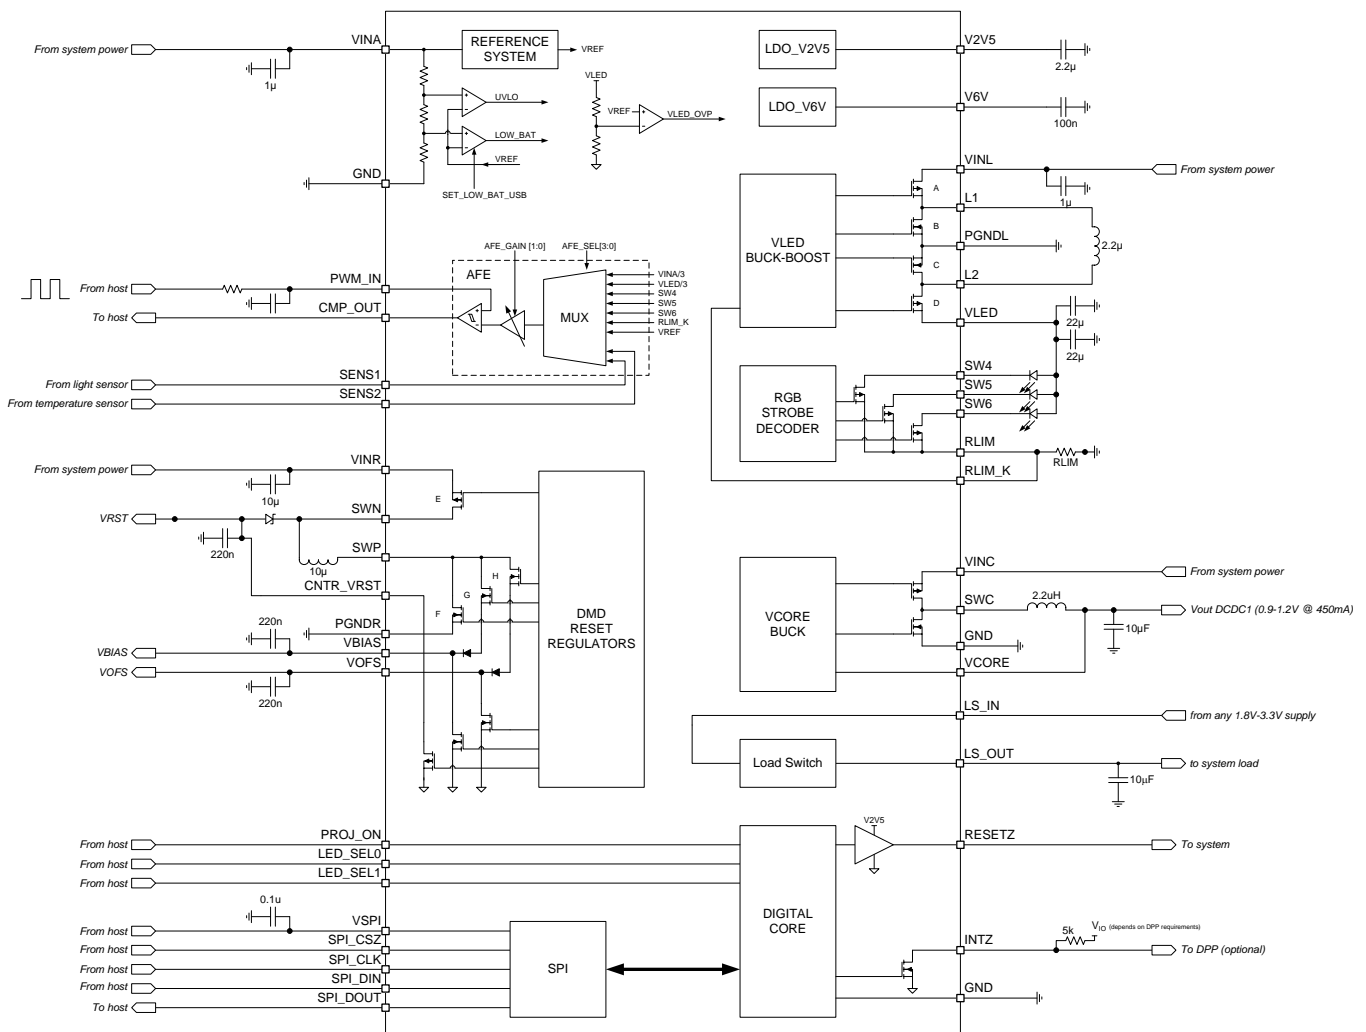 From system power
VINA
1µ
REFERENCE
SYSTEM
VREF
UVLO
LOW_BAT
VREF
SET_LOW_BAT_USB
VLED
VREF
VLED_OVP
GND
From host
PWM_IN
To host
CMP_OUT
AFE_GAIN [1:0]
AFE_SEL[3:0]
AFE
MUX
VINA/3
VLED/3
SW4
SW5
SW6
RLIM_K
VREF
From light sensor
SENS1
From temperature sensor
SENS2
From system power
VINR
10µ
E
VRST
SWN
220n
SWP
10µ
CNTR_VRST
H
G
F
DMD
RESET
REGULATORS
PGNDR
220n
VBIAS
VBIAS
VOFS
VOFS
220n
From host
PROJ_ON
From host
LED_SEL0
From host
LED_SEL1
0.1u
From host
VSPI
From host
SPI_CSZ
From host
SPI_CLK
From host
SPI_DIN
To host
SPI_DOUT
SPI
LDO_V2V5
V2V5
2.2µ
LDO_V6V
V6V
100n
VINL
From system power
1µ
VLED
BUCK-BOOST
A
B
C
D
L1
PGNDL
2.2µ
L2
VLED
22µ
22µ
RGB
STROBE
DECODER
SW4
SW5
SW6
RLIM
RLIM
RLIM_K
VCORE
BUCK
VINC
From system power
SWC
2.2uH
Vout DCDC1 (0.9-1.2V @ 450mA)
10µF
GND
VCORE
LS_IN
from any 1.8V-3.3V supply
Load Switch
LS_OUT
to system load
10µF
DIGITAL
CORE
V2V5
RESETZ
To system
5k
VIO (depends on DPP requirements)
INTZ
To DPP (optional)
GND